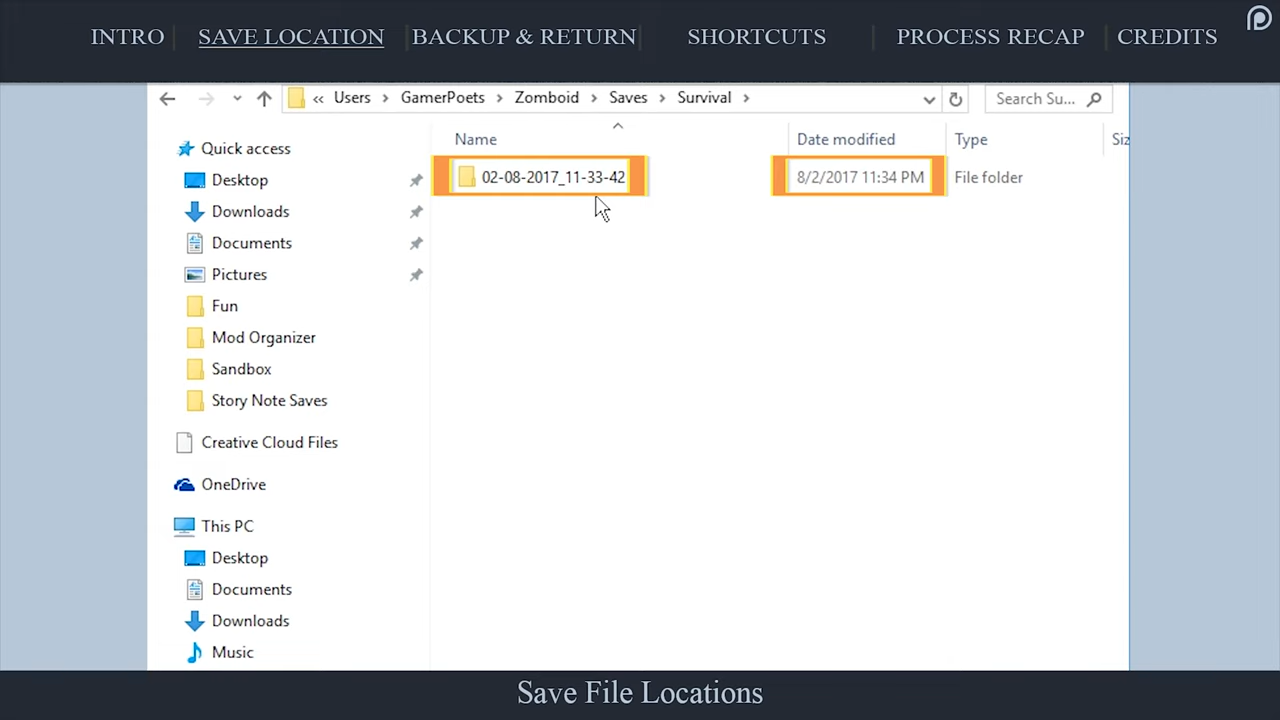 INTRO SAVE LOCATION BACKUP & RETURN SHORTCUTS PROCESS RECAP CREDITS
« Users GamerPoets Zomboid Saves Survival Search Su...
Name Date modified Type Siz
Quick access
02-08-2017_11-33-42 8/2/2017 11:34 PM File folder
Desktop
Downloads
Documents
Pictures
Fun
Mod Organizer
Sandbox
Story Note Saves
Creative Cloud Files
OneDrive
This PC
Desktop
Documents
Downloads
Music
Save File Locations